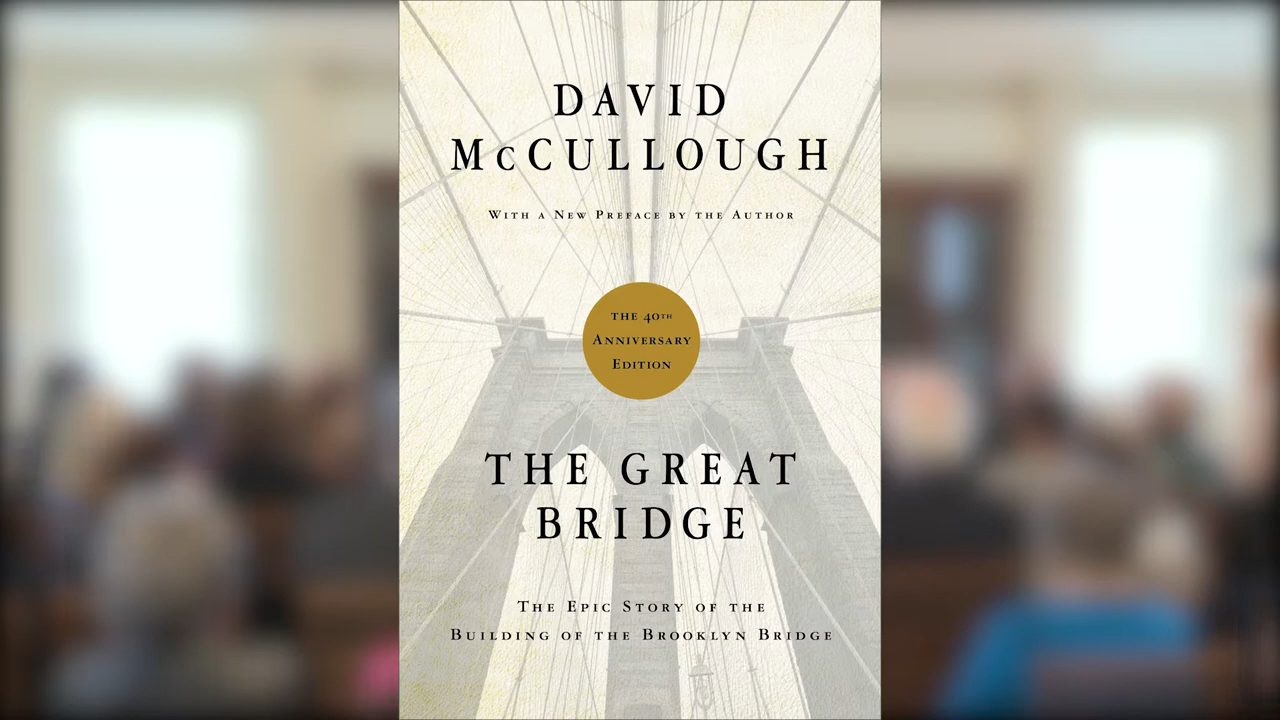 DAVID
McCULLOUGH
WITH A NEW PREFACE BY THE AUTHOR
THE 40TH
ANNIVERSARY
EDITION
THE GREAT
BRIDGE
THE EPIC STORY OF THE
BUILDING OF THE BROOKLYN BRIDGE